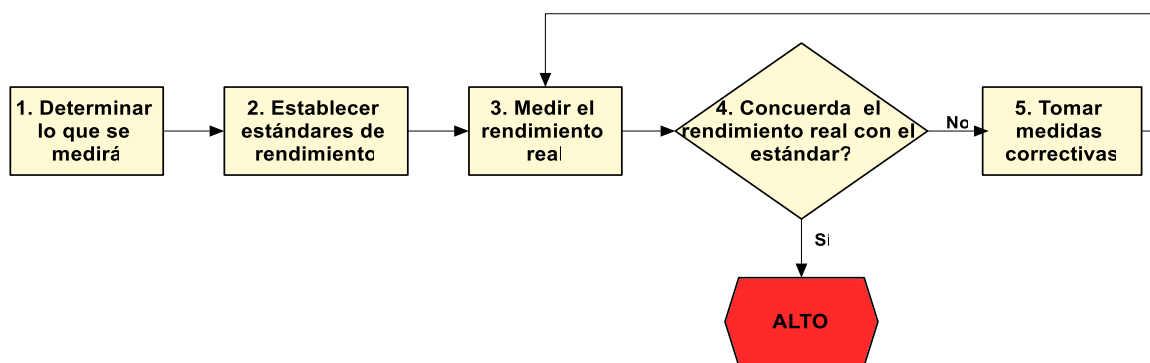 1. Determinar
lo que se
medirá
2. Establecer
estándares de
rendimiento
3. Medir el
rendimiento
real
4. Concuerda el
rendimiento real con el
estándar?
No
5. Tomar
medidas
correctivas
Si
ALTO